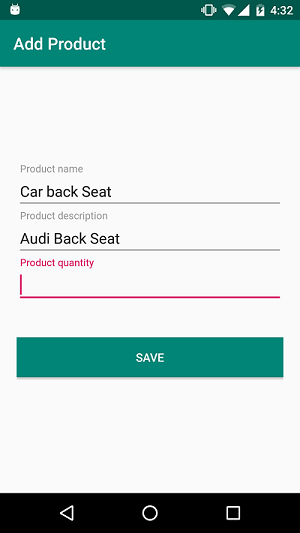 4:32
Add Product
Product name
Car back Seat
Product description
Audi Back Seat
Product quantity
SAVE